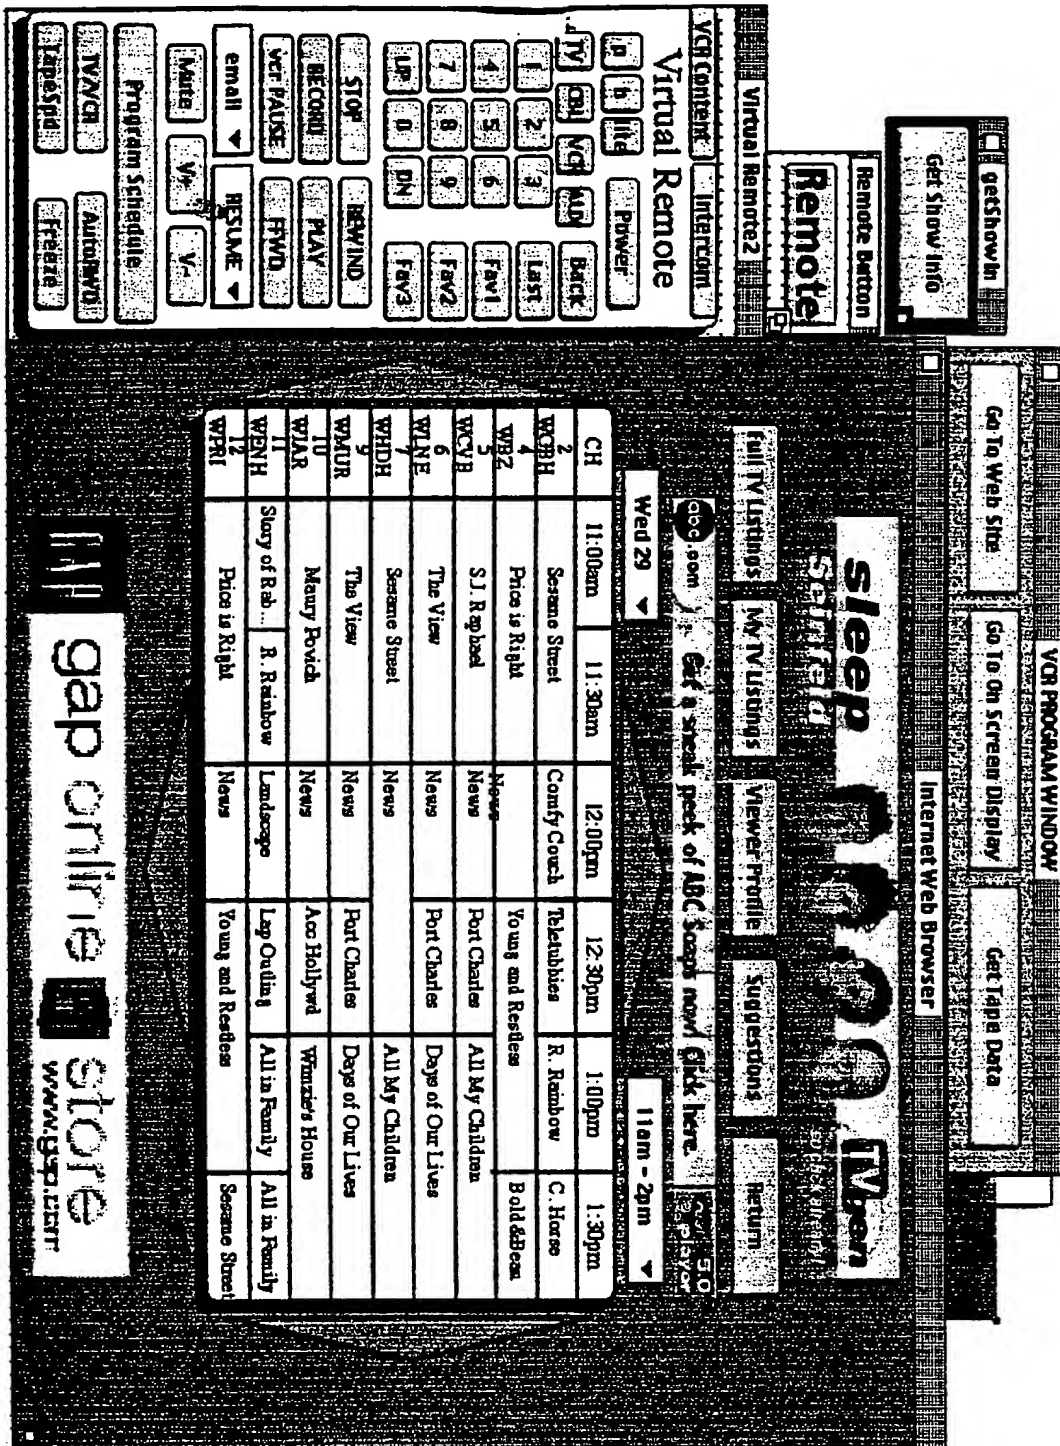 VCR PROGRAM WINDOW
Go To Web Site
Go To On Screen Display
Get Tape Data
getShowIn
Get Show Info
Remote Button
Remote
Virtual Remote2
VCR Content
Intercom
Virtual Remote
p
b
Power
TV
CBL
VCR
Back
1
2
3
Last
4
5
6
Fav1
7
8
9
Fav2
UP
0
DN
Fav3
STOP
REWIND
RECORD
PLAY
vcr PAUSE
FFWD
email
RESUME
Mute
V+
V-
Program Schedule
TV/VCR
AutoRWD
TapeSpd
Freeze
Internet Web Browser
sleep
TVgen
Full TV Listings
My TV Listings
Viewer Profile
Suggestions
Return
abc.com
Get a sneak peek of ABC Soaps now! Click here.
Wed 29
11am - 2pm
CH 11:00am 11:30am 12:00pm 12:30pm 1:00pm 1:30pm
2 WGBH Sesame Street Comfy Couch Teletubbies R. Rainbow C. Horse
4 WBZ Price is Right News Young and Restless Bold&Beau
5 WCVB S.J. Raphael News Port Charles All My Children
6 WLNE The View News Port Charles Days of Our Lives
7 WHDH Sesame Street News All My Children
9 WMUR The View News Port Charles Days of Our Lives
10 WJAR Maury Povich News Acc Hollywd Wimzie's House
11 WENH Story of Rab... R. Rainbow Landscape Lap Quilting All in Family All in Family
12 WPRI Price is Right News Young and Restless Sesame Street
gap online store
www.gap.com